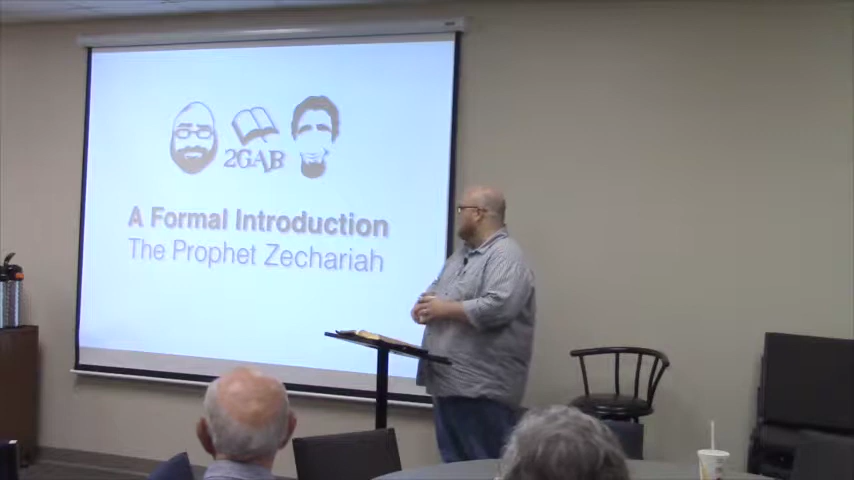 2GAB
A Formal Introduction
The Prophet Zechariah